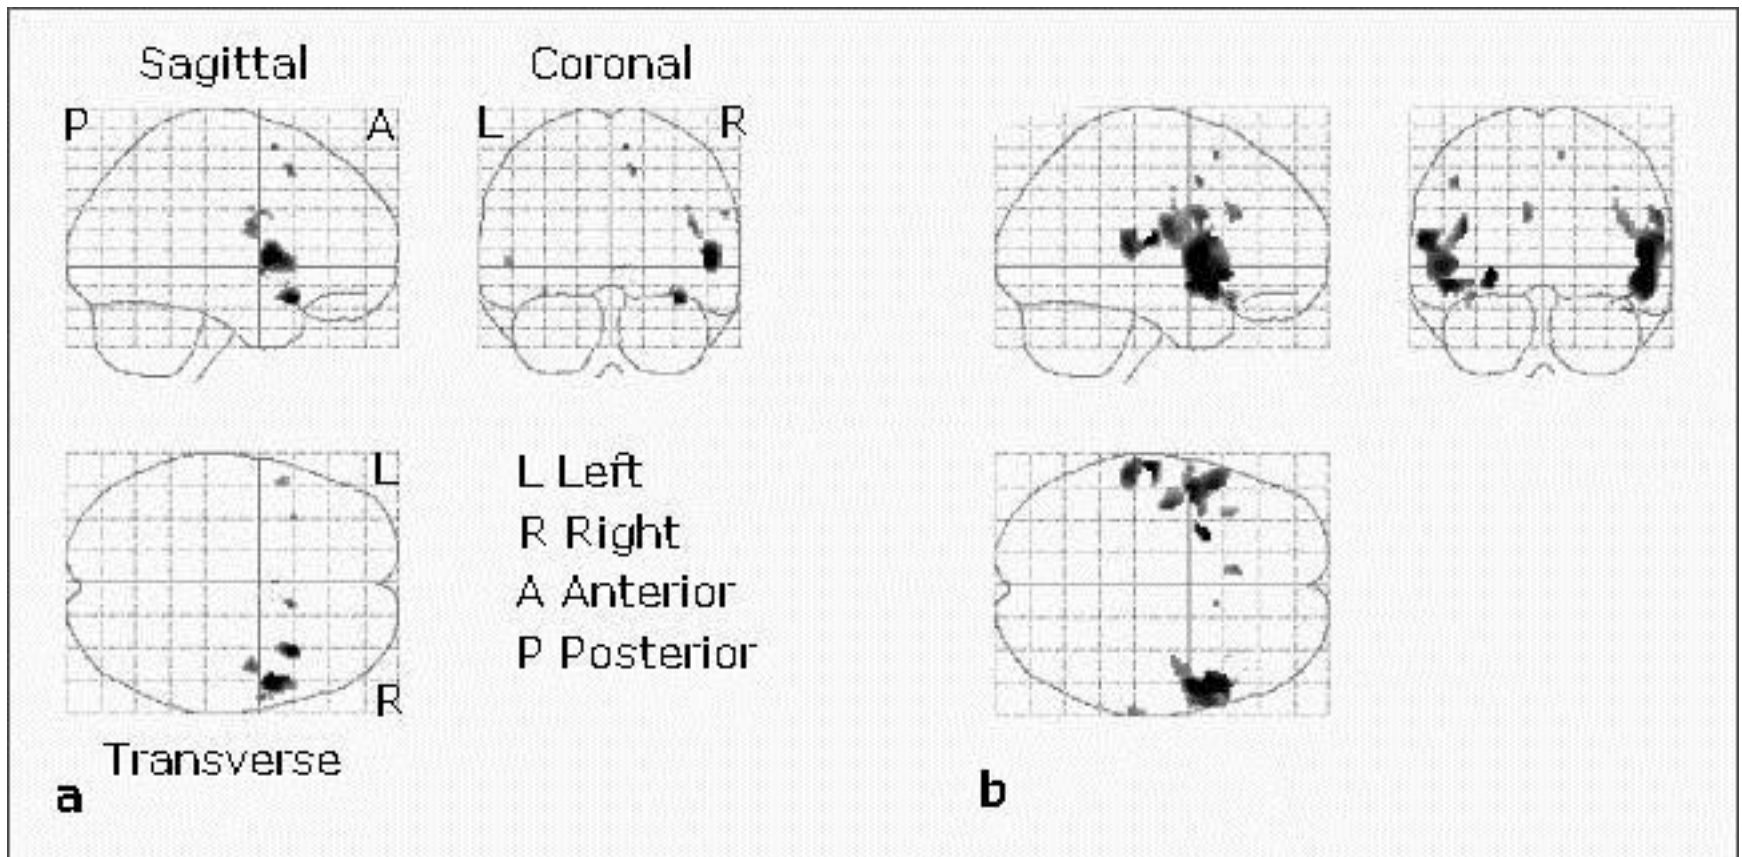 Sagittal
Coronal
P
A
L
R
L
R
L Left
R Right
A Anterior
P Posterior
Transverse
a
b